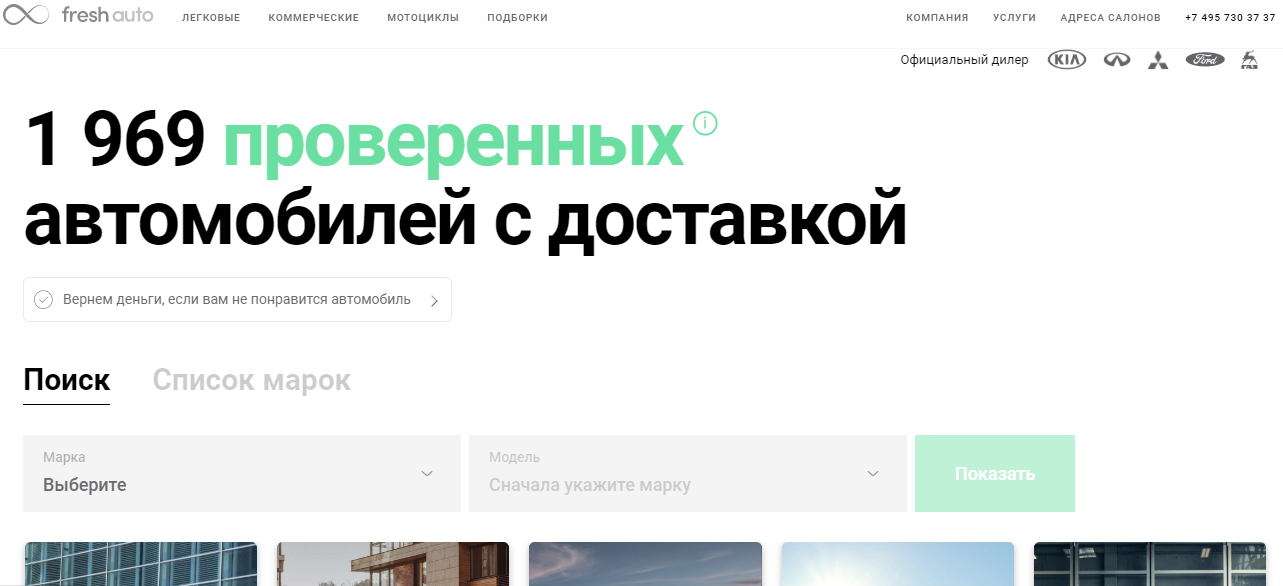 fresh auto ЛЕГКОВЫЕ КОММЕРЧЕСКИЕ МОТОЦИКЛЫ ПОДБОРКИ КОМПАНИЯ УСЛУГИ АДРЕСА САЛОНОВ +7 495 730 37 37
Официальный дилер KIA Ford
1 969 проверенных i
автомобилей с доставкой
Вернем деньги, если вам не понравится автомобиль
Поиск Список марок
Марка Модель
Выберите Сначала укажите марку Показать